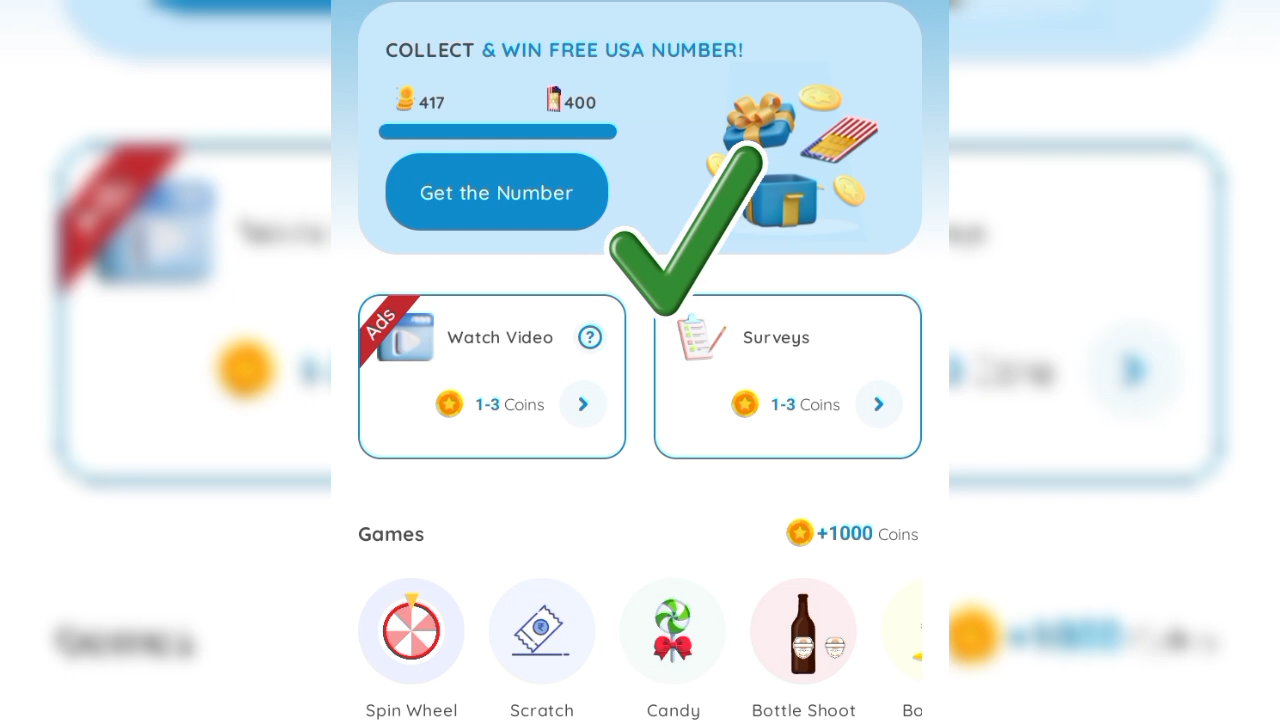 COLLECT & WIN FREE USA NUMBER!
417
400
Get the Number
Ads
Watch Video
?
Surveys
1-3 Coins
1-3 Coins
Games
+1000 Coins
Spin Wheel
Scratch
Candy
Bottle Shoot
Bo